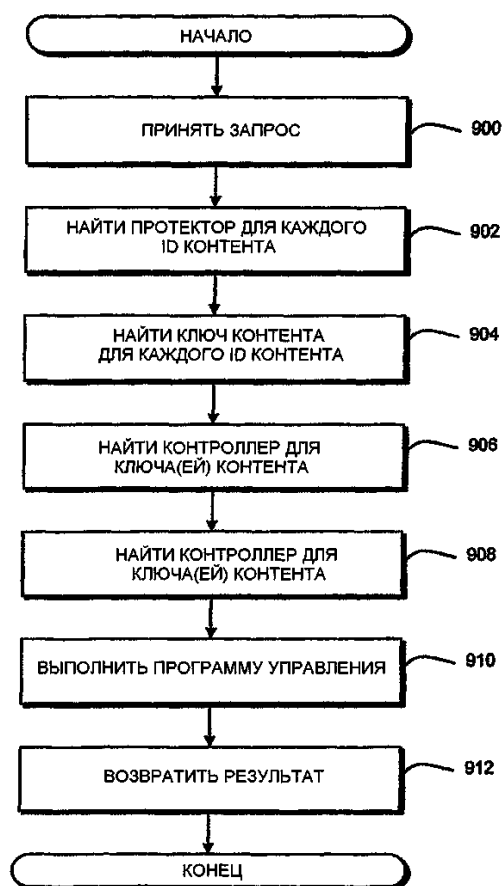 НАЧАЛО
ПРИНЯТЬ ЗАПРОС
900
НАЙТИ ПРОТЕКТОР ДЛЯ КАЖДОГО
ID КОНТЕНТА
902
НАЙТИ КЛЮЧ КОНТЕНТА
ДЛЯ КАЖДОГО ID КОНТЕНТА
904
НАЙТИ КОНТРОЛЛЕР ДЛЯ
КЛЮЧА(ЕЙ) КОНТЕНТА
906
НАЙТИ КОНТРОЛЛЕР ДЛЯ
КЛЮЧА(ЕЙ) КОНТЕНТА
908
ВЫПОЛНИТЬ ПРОГРАММУ УПРАВЛЕНИЯ
910
ВОЗВРАТИТЬ РЕЗУЛЬТАТ
912
КОНЕЦ